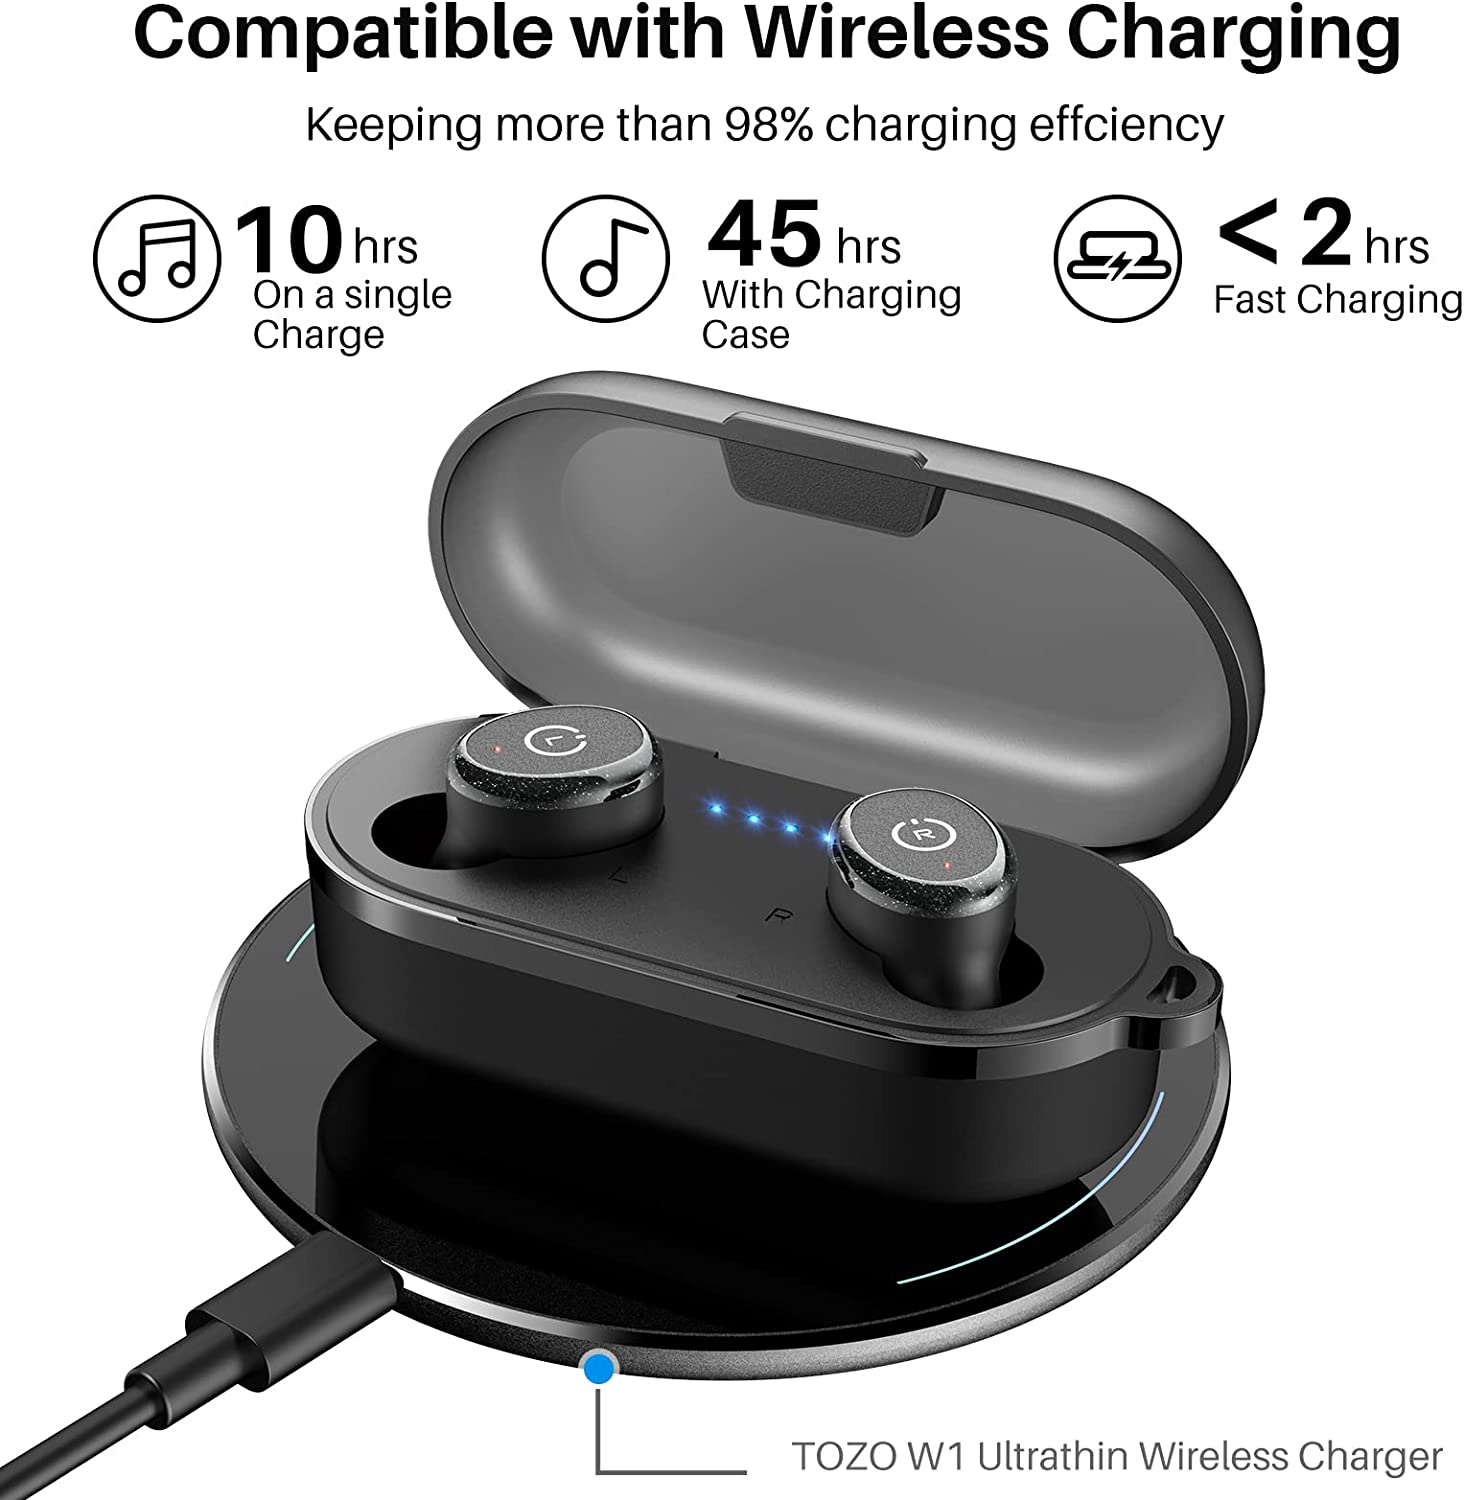 Compatible with Wireless Charging
Keeping more than 98% charging effciency
10 hrs
On a single
Charge
45 hrs
With Charging
Case
< 2 hrs
Fast Charging
L
R
L
R
TOZO W1 Ultrathin Wireless Charger